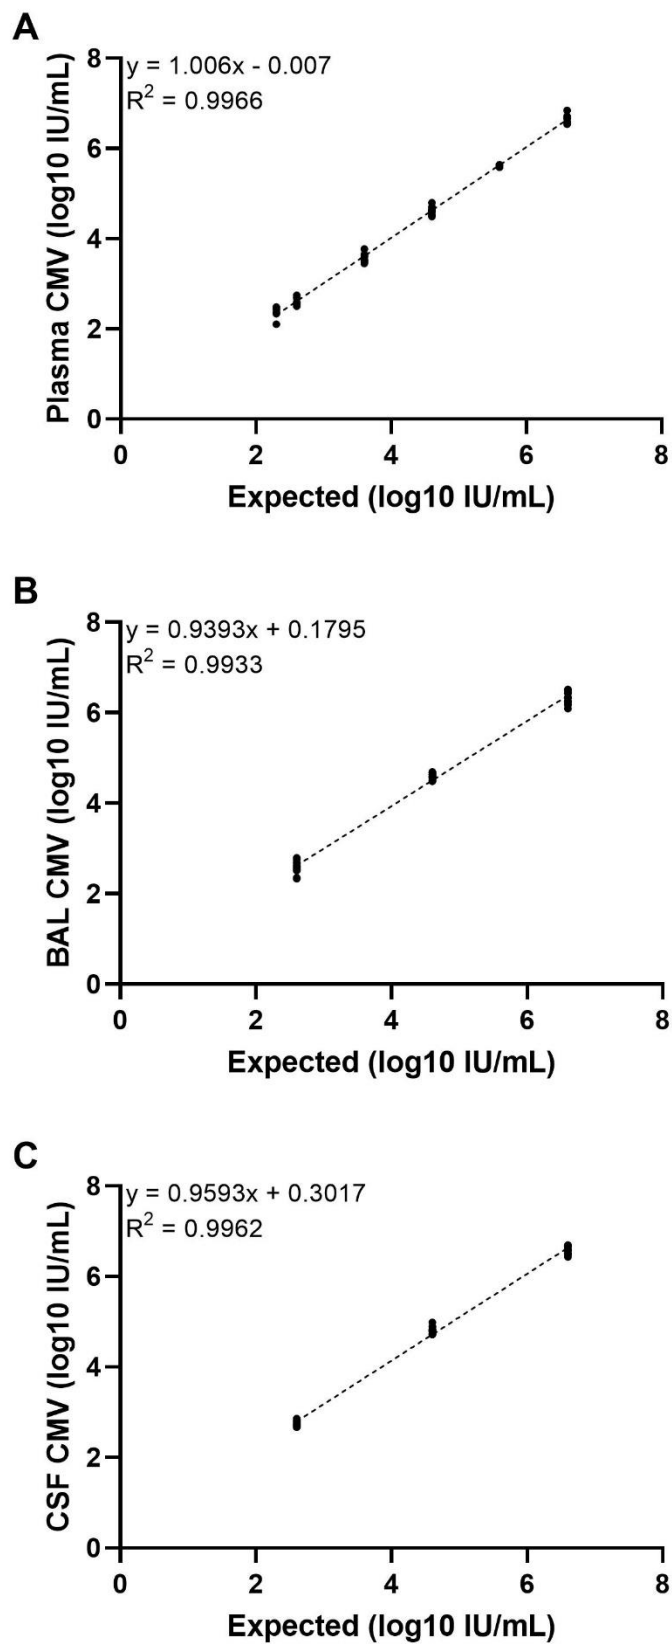 A
y = 1.006x - 0.007
R² = 0.9966
Plasma CMV (log10 IU/mL)
8
6
4
2
0
0 2 4 6 8
Expected (log10 IU/mL)
B
y = 0.9393x + 0.1795
R² = 0.9933
BAL CMV (log10 IU/mL)
8
6
4
2
0
0 2 4 6 8
Expected (log10 IU/mL)
C
y = 0.9593x + 0.3017
R² = 0.9962
CSF CMV (log10 IU/mL)
8
6
4
2
0
0 2 4 6 8
Expected (log10 IU/mL)